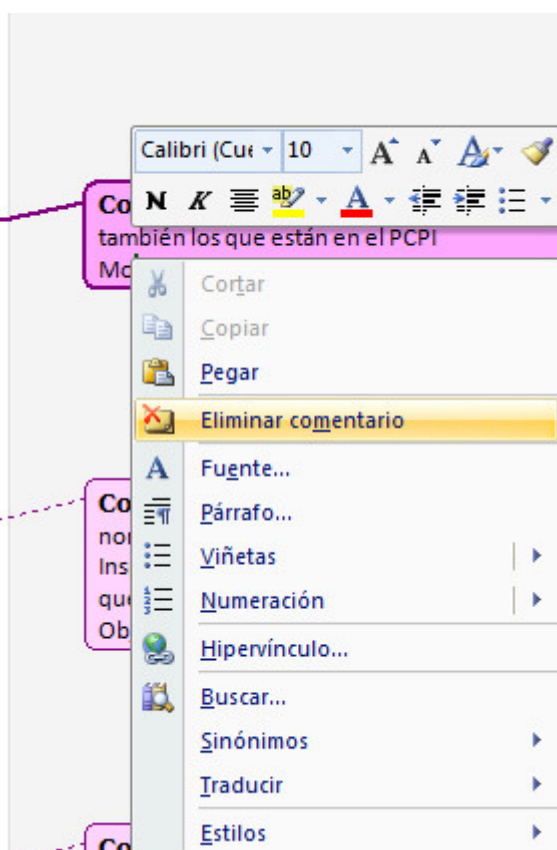 Calibri (Cue 10
Co N K
también los que están en el PCPI
Mo
Cortar
Copiar
Pegar
Eliminar comentario
Fuente...
Párrafo...
Viñetas
Numeración
Hipervínculo...
Buscar...
Sinónimos
Traducir
Estilos
Co
nor
Ins
que
Ob
Co